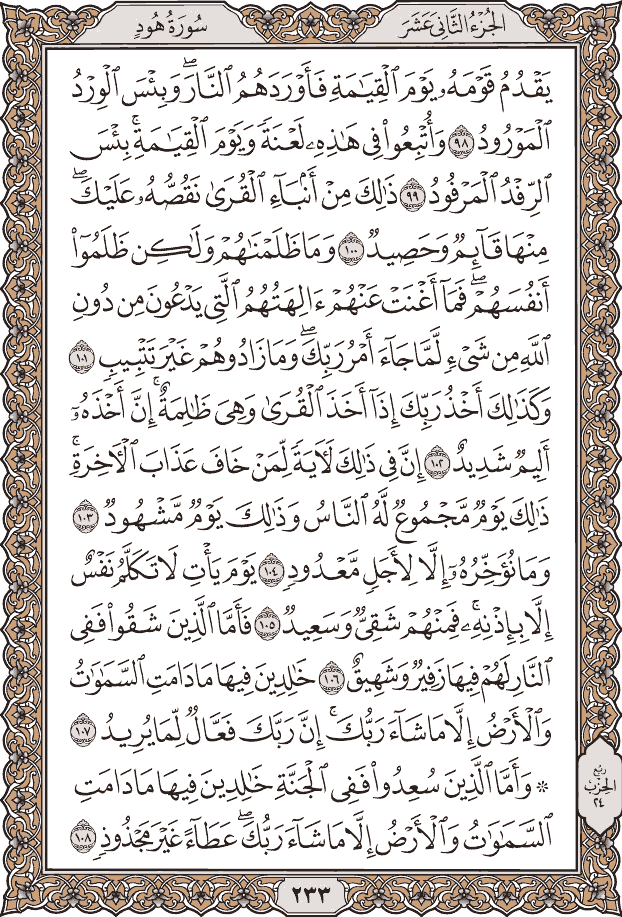 الجُزْءُ الثَّانِيَ عَشَرَ
سُورَةُ هُودٍ
يَقْدُمُ قَوْمَهُۥ يَوْمَ ٱلْقِيَٰمَةِ فَأَوْرَدَهُمُ ٱلنَّارَۖ وَبِئْسَ ٱلْوِرْدُ
ٱلْمَوْرُودُ ٩٨ وَأُتْبِعُوا۟ فِى هَٰذِهِۦ لَعْنَةً وَيَوْمَ ٱلْقِيَٰمَةِۚ بِئْسَ
ٱلرِّفْدُ ٱلْمَرْفُودُ ٩٩ ذَٰلِكَ مِنْ أَنۢبَآءِ ٱلْقُرَىٰ نَقُصُّهُۥ عَلَيْكَۖ
مِنْهَا قَآئِمٌ وَحَصِيدٌ ١٠٠ وَمَا ظَلَمْنَٰهُمْ وَلَٰكِن ظَلَمُوٓا۟
أَنفُسَهُمْۖ فَمَآ أَغْنَتْ عَنْهُمْ ءَالِهَتُهُمُ ٱلَّتِى يَدْعُونَ مِن دُونِ
ٱللَّهِ مِن شَىْءٍ لَّمَّا جَآءَ أَمْرُ رَبِّكَۖ وَمَا زَادُوهُمْ غَيْرَ تَتْبِيبٍ ١٠١
وَكَذَٰلِكَ أَخْذُ رَبِّكَ إِذَآ أَخَذَ ٱلْقُرَىٰ وَهِىَ ظَٰلِمَةٌۚ إِنَّ أَخْذَهُۥٓ
أَلِيمٌ شَدِيدٌ ١٠٢ إِنَّ فِى ذَٰلِكَ لَءَايَةً لِّمَنْ خَافَ عَذَابَ ٱلْءَاخِرَةِۚ
ذَٰلِكَ يَوْمٌ مَّجْمُوعٌ لَّهُ ٱلنَّاسُ وَذَٰلِكَ يَوْمٌ مَّشْهُودٌ ١٠٣
وَمَا نُؤَخِّرُهُۥٓ إِلَّا لِأَجَلٍ مَّعْدُودٍ ١٠٤ يَوْمَ يَأْتِ لَا تَكَلَّمُ نَفْسٌ
إِلَّا بِإِذْنِهِۦۚ فَمِنْهُمْ شَقِىٌّ وَسَعِيدٌ ١٠٥ فَأَمَّا ٱلَّذِينَ شَقُوا۟ فَفِى
ٱلنَّارِ لَهُمْ فِيهَا زَفِيرٌ وَشَهِيقٌ ١٠٦ خَٰلِدِينَ فِيهَا مَا دَامَتِ ٱلسَّمَٰوَٰتُ
وَٱلْأَرْضُ إِلَّا مَا شَآءَ رَبُّكَۚ إِنَّ رَبَّكَ فَعَّالٌ لِّمَا يُرِيدُ ١٠٧
۞ وَأَمَّا ٱلَّذِينَ سُعِدُوا۟ فَفِى ٱلْجَنَّةِ خَٰلِدِينَ فِيهَا مَا دَامَتِ
ٱلسَّمَٰوَٰتُ وَٱلْأَرْضُ إِلَّا مَا شَآءَ رَبُّكَۖ عَطَآءً غَيْرَ مَجْذُوذٍ ١٠٨
رُبْع
الحِزْب
٢٤
٢٣٣